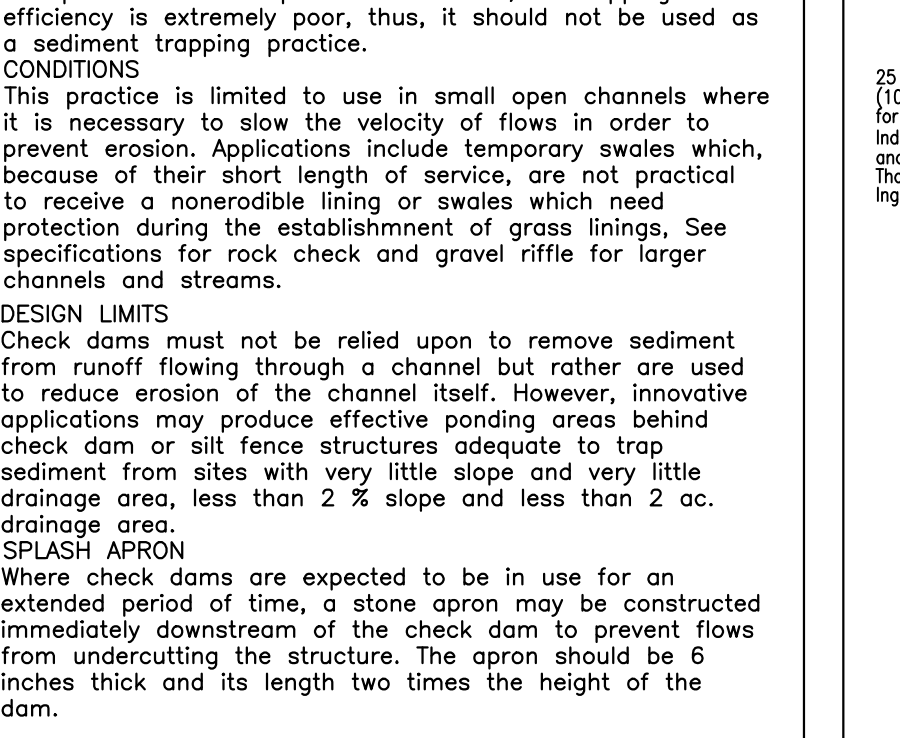 efficiency is extremely poor, thus, it should not be used as
a sediment trapping practice.
CONDITIONS
This practice is limited to use in small open channels where
it is necessary to slow the velocity of flows in order to
prevent erosion. Applications include temporary swales which,
because of their short length of service, are not practical
to receive a nonerodible lining or swales which need
protection during the establishmnent of grass linings, See
specifications for rock check and gravel riffle for larger
channels and streams.
DESIGN LIMITS
Check dams must not be relied upon to remove sediment
from runoff flowing through a channel but rather are used
to reduce erosion of the channel itself. However, innovative
applications may produce effective ponding areas behind
check dam or silt fence structures adequate to trap
sediment from sites with very little slope and very little
drainage area, less than 2 % slope and less than 2 ac.
drainage area.
SPLASH APRON
Where check dams are expected to be in use for an
extended period of time, a stone apron may be constructed
immediately downstream of the check dam to prevent flows
from undercutting the structure. The apron should be 6
inches thick and its length two times the height of the
dam.
25
(10
for
Ind
and
Tho
Ing